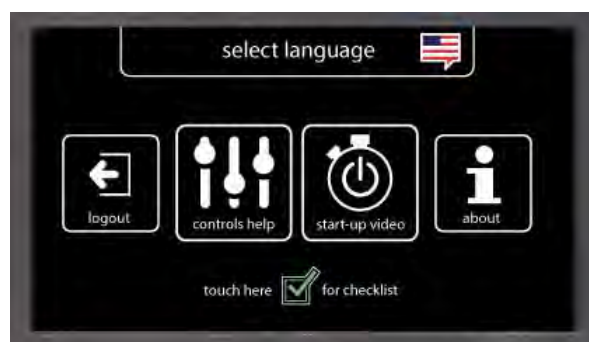 select language
logout
controls help
start-up video
about
touch here for checklist